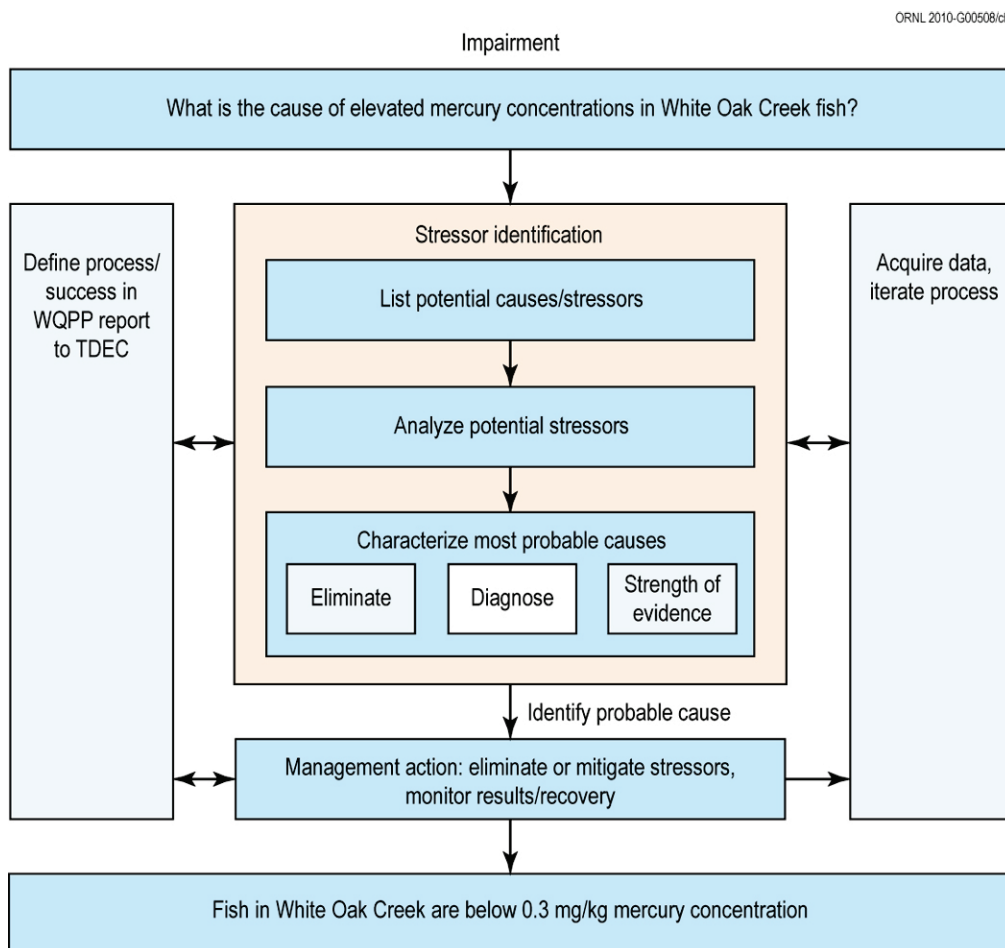 ORNL 2010-G00508/cl
Impairment
What is the cause of elevated mercury concentrations in White Oak Creek fish?
Define process/
success in
WQPP report
to TDEC
Stressor identification
List potential causes/stressors
Analyze potential stressors
Characterize most probable causes
Eliminate
Diagnose
Strength of
evidence
Acquire data,
iterate process
Identify probable cause
Management action: eliminate or mitigate stressors,
monitor results/recovery
Fish in White Oak Creek are below 0.3 mg/kg mercury concentration